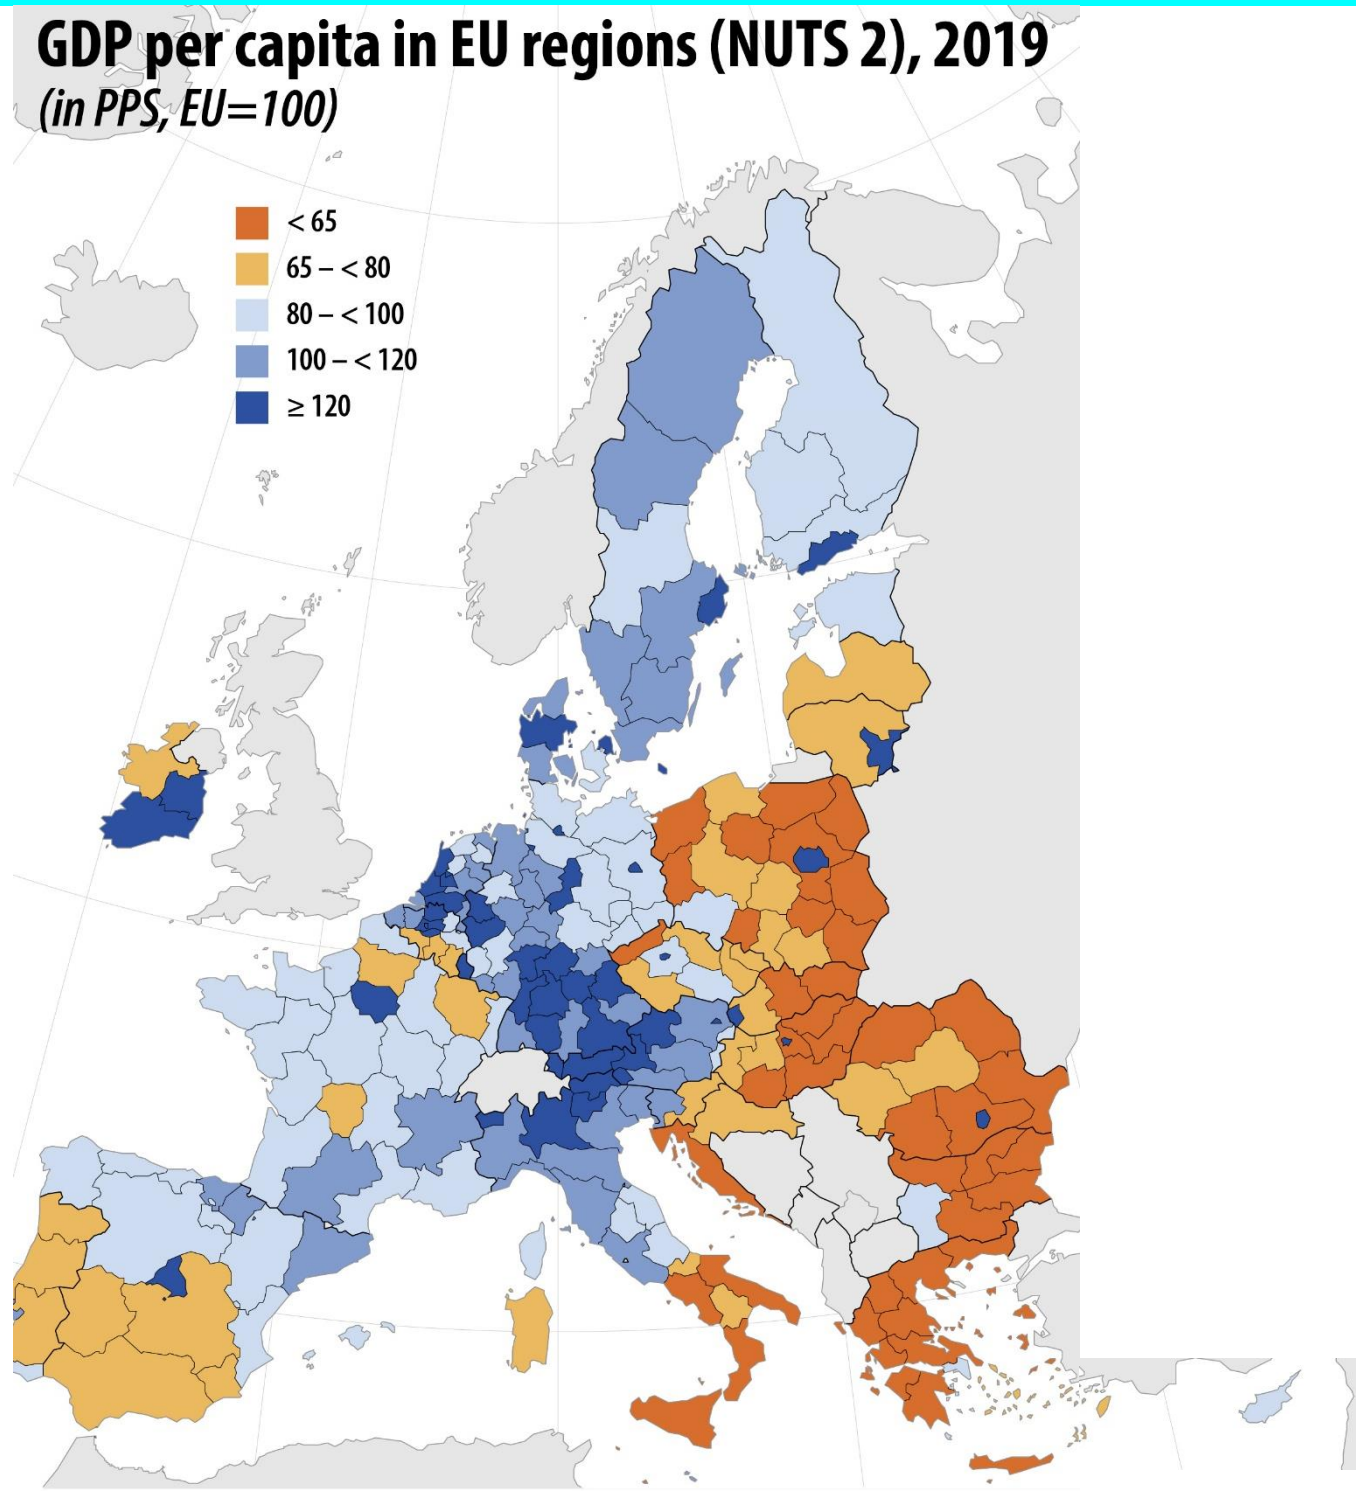 GDP per capita in EU regions (NUTS 2), 2019
(in PPS, EU=100)
< 65
65 – < 80
80 – < 100
100 – < 120
≥ 120